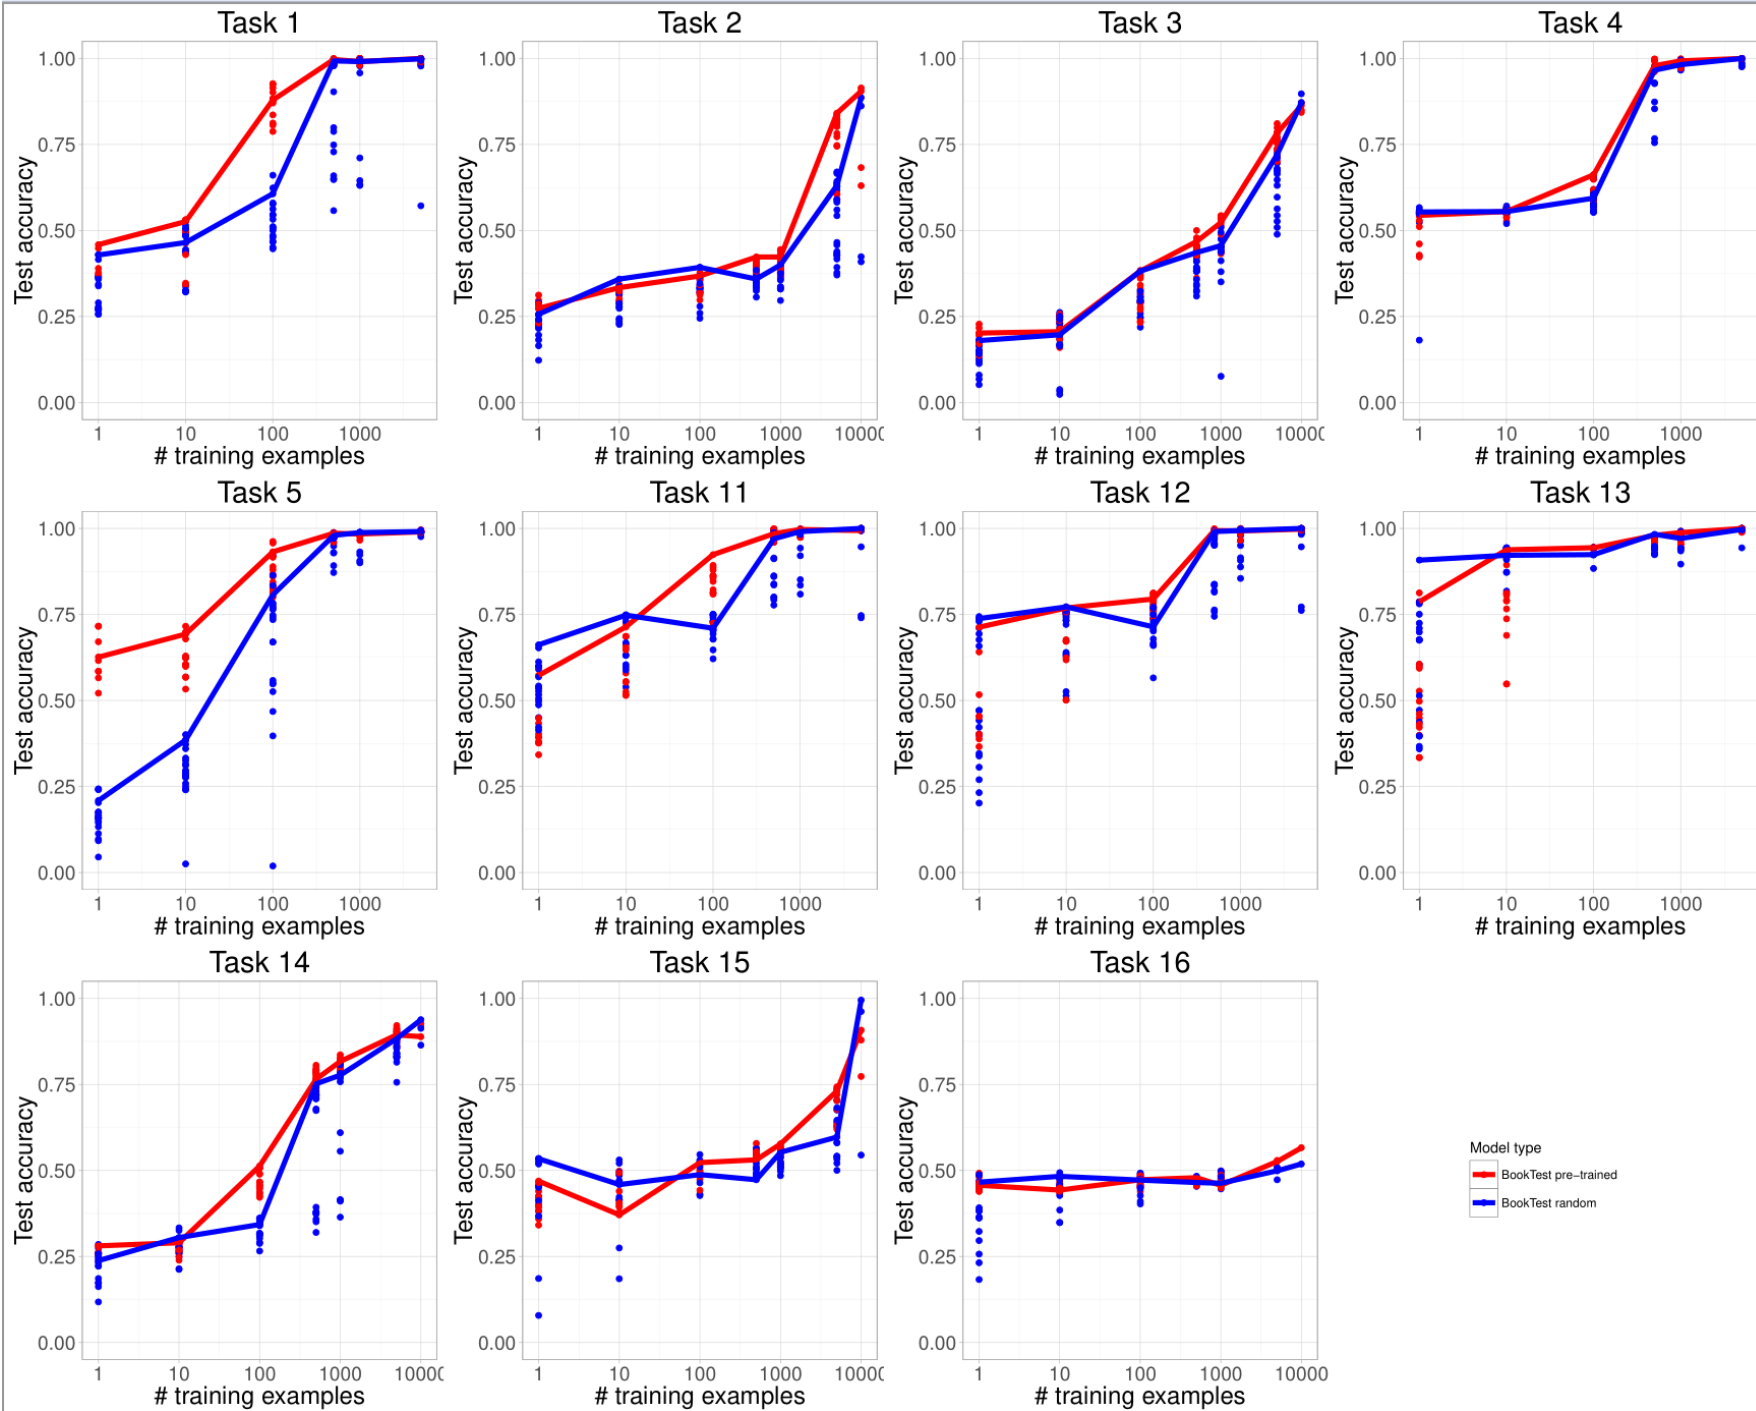 Task 1
Task 2
Task 3
Task 4
1.00
0.75
0.50
0.25
0.00
Test accuracy
1 10 100 1000
# training examples
1.00
0.75
0.50
0.25
0.00
Test accuracy
1 10 100 1000 10000
# training examples
1.00
0.75
0.50
0.25
0.00
Test accuracy
1 10 100 1000 10000
# training examples
1.00
0.75
0.50
0.25
0.00
Test accuracy
1 10 100 1000
# training examples
Task 5
Task 11
Task 12
Task 13
1.00
0.75
0.50
0.25
0.00
Test accuracy
1 10 100 1000
# training examples
1.00
0.75
0.50
0.25
0.00
Test accuracy
1 10 100 1000
# training examples
1.00
0.75
0.50
0.25
0.00
Test accuracy
1 10 100 1000
# training examples
1.00
0.75
0.50
0.25
0.00
Test accuracy
1 10 100 1000
# training examples
Task 14
Task 15
Task 16
1.00
0.75
0.50
0.25
0.00
Test accuracy
1 10 100 1000 10000
# training examples
1.00
0.75
0.50
0.25
0.00
Test accuracy
1 10 100 1000 10000
# training examples
1.00
0.75
0.50
0.25
0.00
Test accuracy
1 10 100 1000 10000
# training examples
Model type
BookTest pre-trained
BookTest random